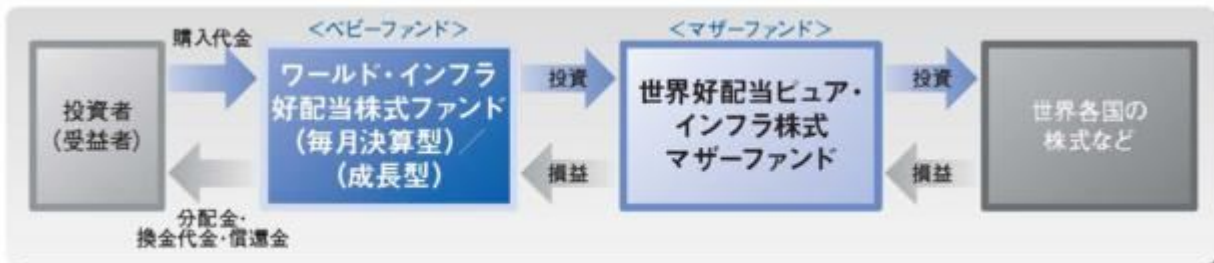 購入代金
<ベビーファンド>
<マザーファンド>
投資者
(受益者)
ワールド・インフラ
好配当株式ファンド
(毎月決算型)/
(成長型)
投資
世界好配当ピュア・
インフラ株式
マザーファンド
投資
世界各国の
株式など
損益
損益
分配金・
換金代金・償還金